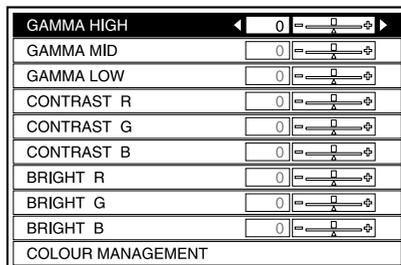 GAMMA HIGH 0
GAMMA MID 0
GAMMA LOW 0
CONTRAST R 0
CONTRAST G 0
CONTRAST B 0
BRIGHT R 0
BRIGHT G 0
BRIGHT B 0
COLOUR MANAGEMENT